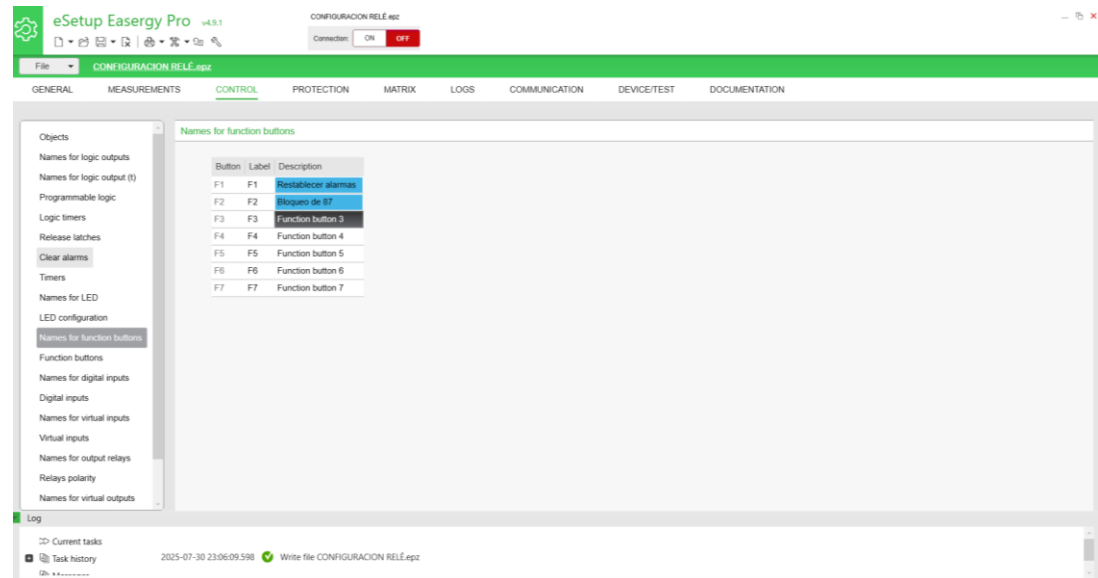 eSetup Easergy Pro v4.9.1
CONFIGURACION RELÉ.epz
Connection: ON OFF
File CONFIGURACION RELÉ.epz
GENERAL MEASUREMENTS CONTROL PROTECTION MATRIX LOGS COMMUNICATION DEVICE/TEST DOCUMENTATION
Objects
Names for logic outputs
Names for logic output (t)
Programmable logic
Logic timers
Release latches
Clear alarms
Timers
Names for LED
LED configuration
Names for function buttons
Function buttons
Names for digital inputs
Digital inputs
Names for virtual inputs
Virtual inputs
Names for output relays
Relays polarity
Names for virtual outputs
Names for function buttons
Button Label Description
F1 F1 Restablecer alarmas
F2 F2 Bloqueo de 87
F3 F3 Function button 3
F4 F4 Function button 4
F5 F5 Function button 5
F6 F6 Function button 6
F7 F7 Function button 7
Log
Current tasks
Task history
2025-07-30 23:06:09.598 Write file CONFIGURACION RELÉ.epz